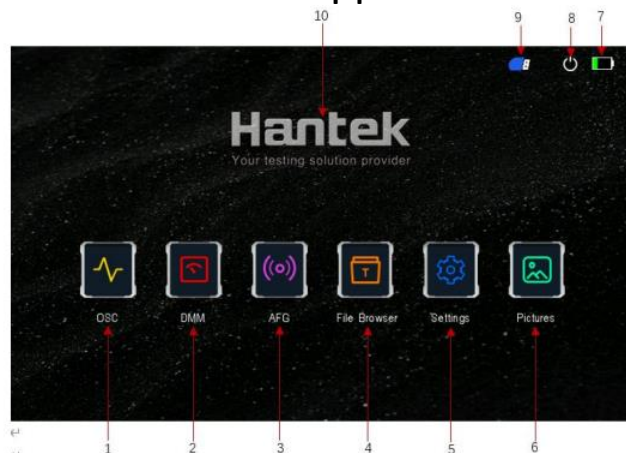 10
9
8
7
Hantek
Your testing solution provider
OSC
DMM
AFG
File Browser
Settings
Pictures
1
2
3
4
5
6